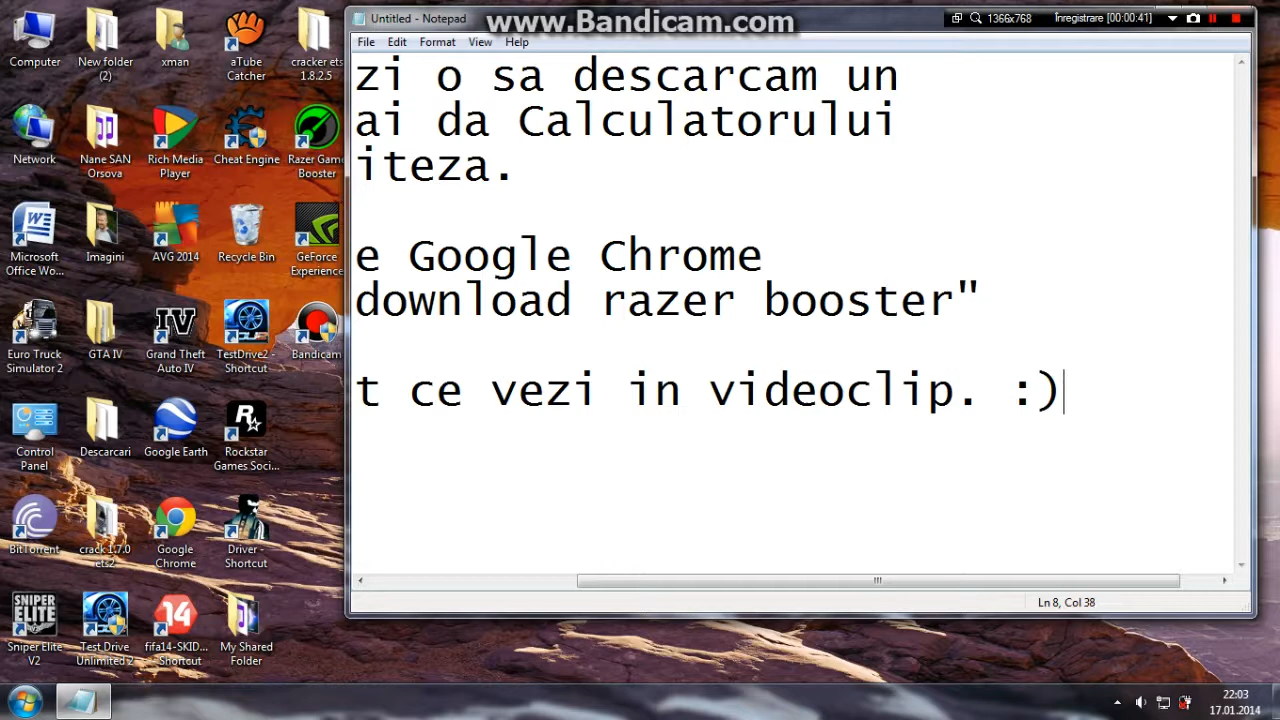 www.Bandicam.com
Untitled - Notepad
1366x768
Înregistrare [00:00:41]
File Edit Format View Help
zi o sa descarcam un
ai da Calculatorului
iteza.
e Google Chrome
download razer booster"
t ce vezi in videoclip. :)
Ln 8, Col 38
Computer
New folder
(2)
xman
aTube
Catcher
cracker ets
1.8.2.5
Network
Nane SAN
Orsova
Rich Media
Player
Cheat Engine
Razer Game
Booster
Microsoft
Office Wo...
Imagini
AVG 2014
Recycle Bin
GeForce
Experience
Euro Truck
Simulator 2
GTA IV
IV
Grand Theft
Auto IV
TestDrive2 -
Shortcut
Bandicam
Control
Panel
Descarcari
Google Earth
Rockstar
Games Soci...
BitTorrent
crack 1.7.0
ets2
Google
Chrome
Driver -
Shortcut
SNIPER
ELITE
Sniper Elite
V2
Test Drive
Unlimited 2
14
fifa14-SKID...
Shortcut
My Shared
Folder
22:03
17.01.2014